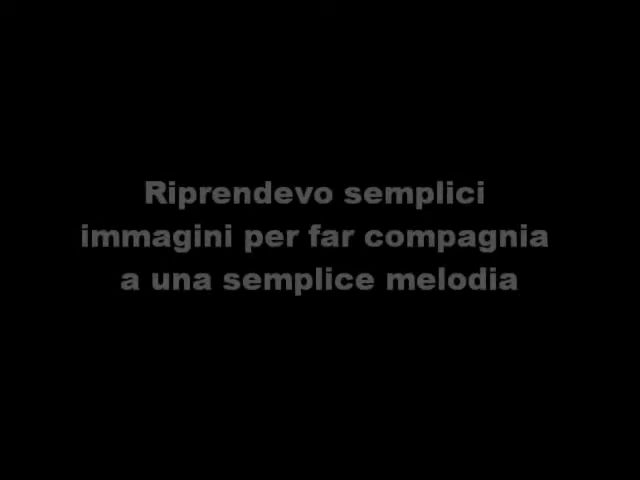 Riprendevo semplici
immagini per far compagnia
a una semplice melodia